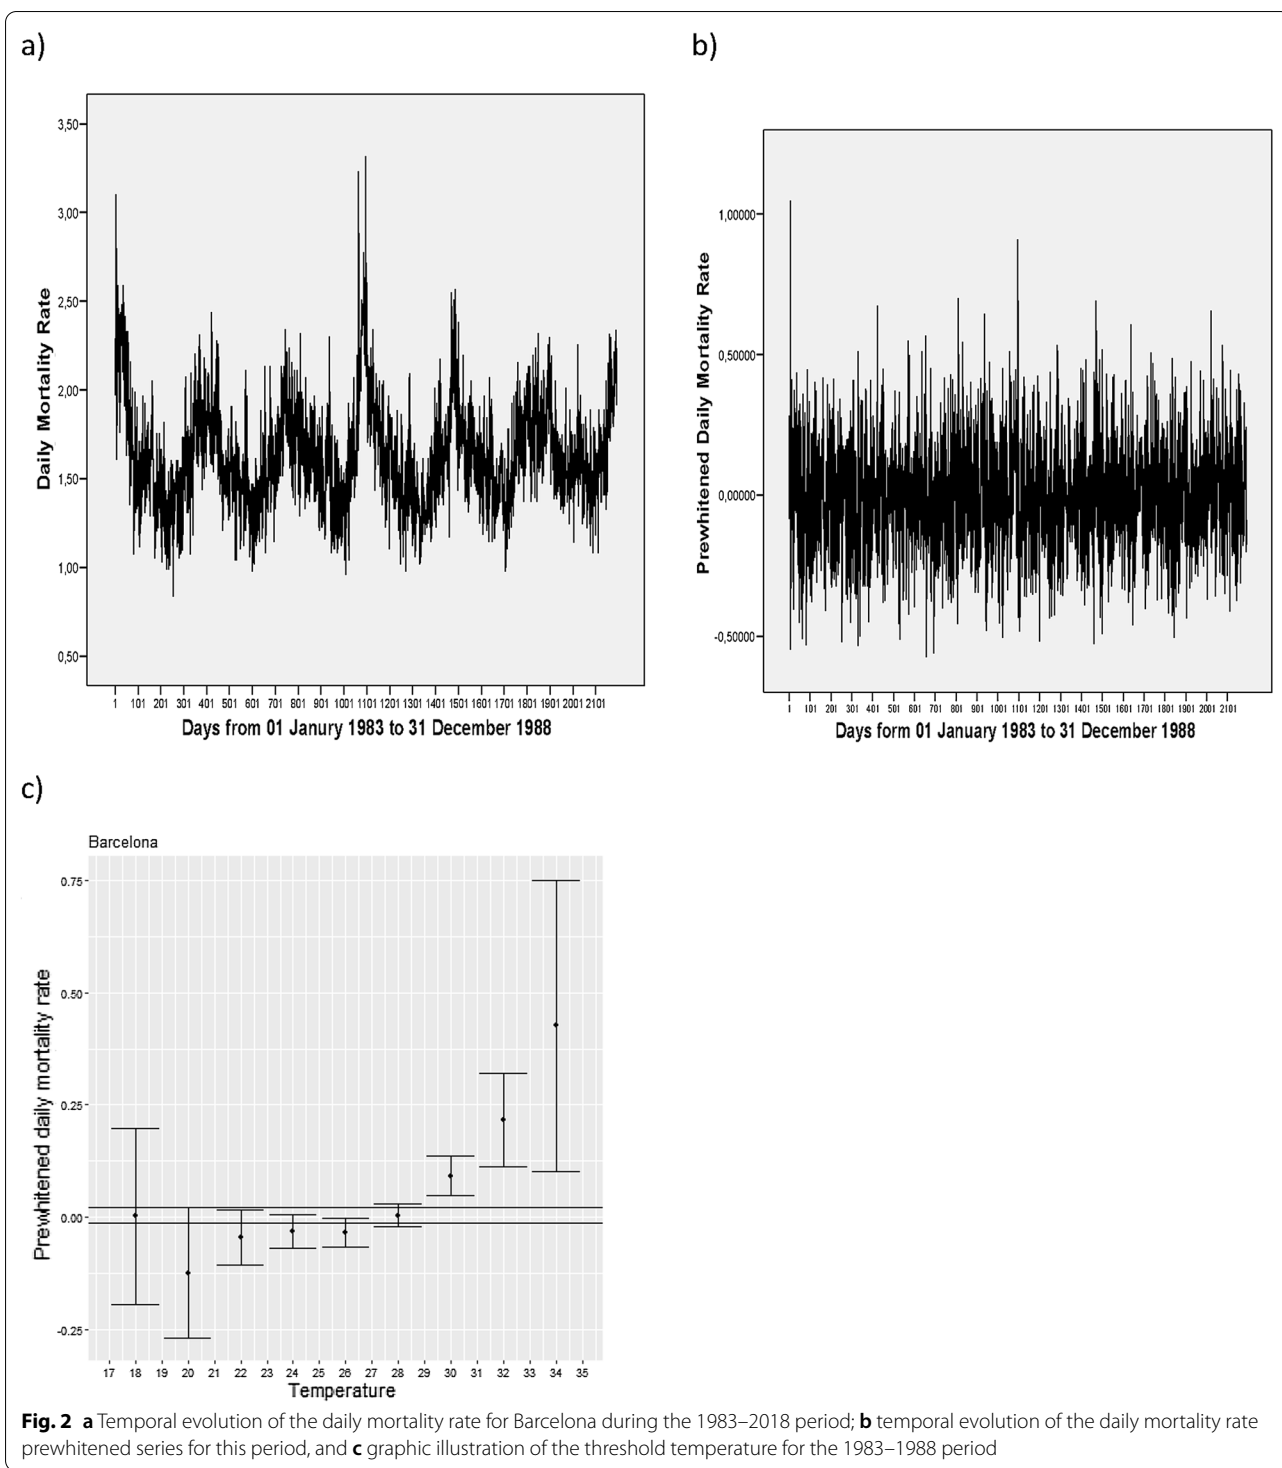 a)
3,50
3,00
2,50
2,00
1,50
1,00
0,50
Daily Mortality Rate
1 101 201 301 401 501 601 701 801 901 1001 1101 1201 1301 1401 1501 1601 1701 1801 1901 2001 2101
Days from 01 Janury 1983 to 31 December 1988
b)
1,00000
0,50000
0,00000
-0,50000
Prewhitened Daily Mortality Rate
1 101 201 301 401 501 601 701 801 901 1001 1101 1201 1301 1401 1501 1601 1701 1801 1901 2001 2101
Days form 01 January 1983 to 31 December 1988
c)
Barcelona
0.75
0.50
0.25
0.00
-0.25
Prewhitened daily mortality rate
17 18 19 20 21 22 23 24 25 26 27 28 29 30 31 32 33 34 35
Temperature
Fig. 2 a Temporal evolution of the daily mortality rate for Barcelona during the 1983–2018 period; b temporal evolution of the daily mortality rate
prewhitened series for this period, and c graphic illustration of the threshold temperature for the 1983–1988 period